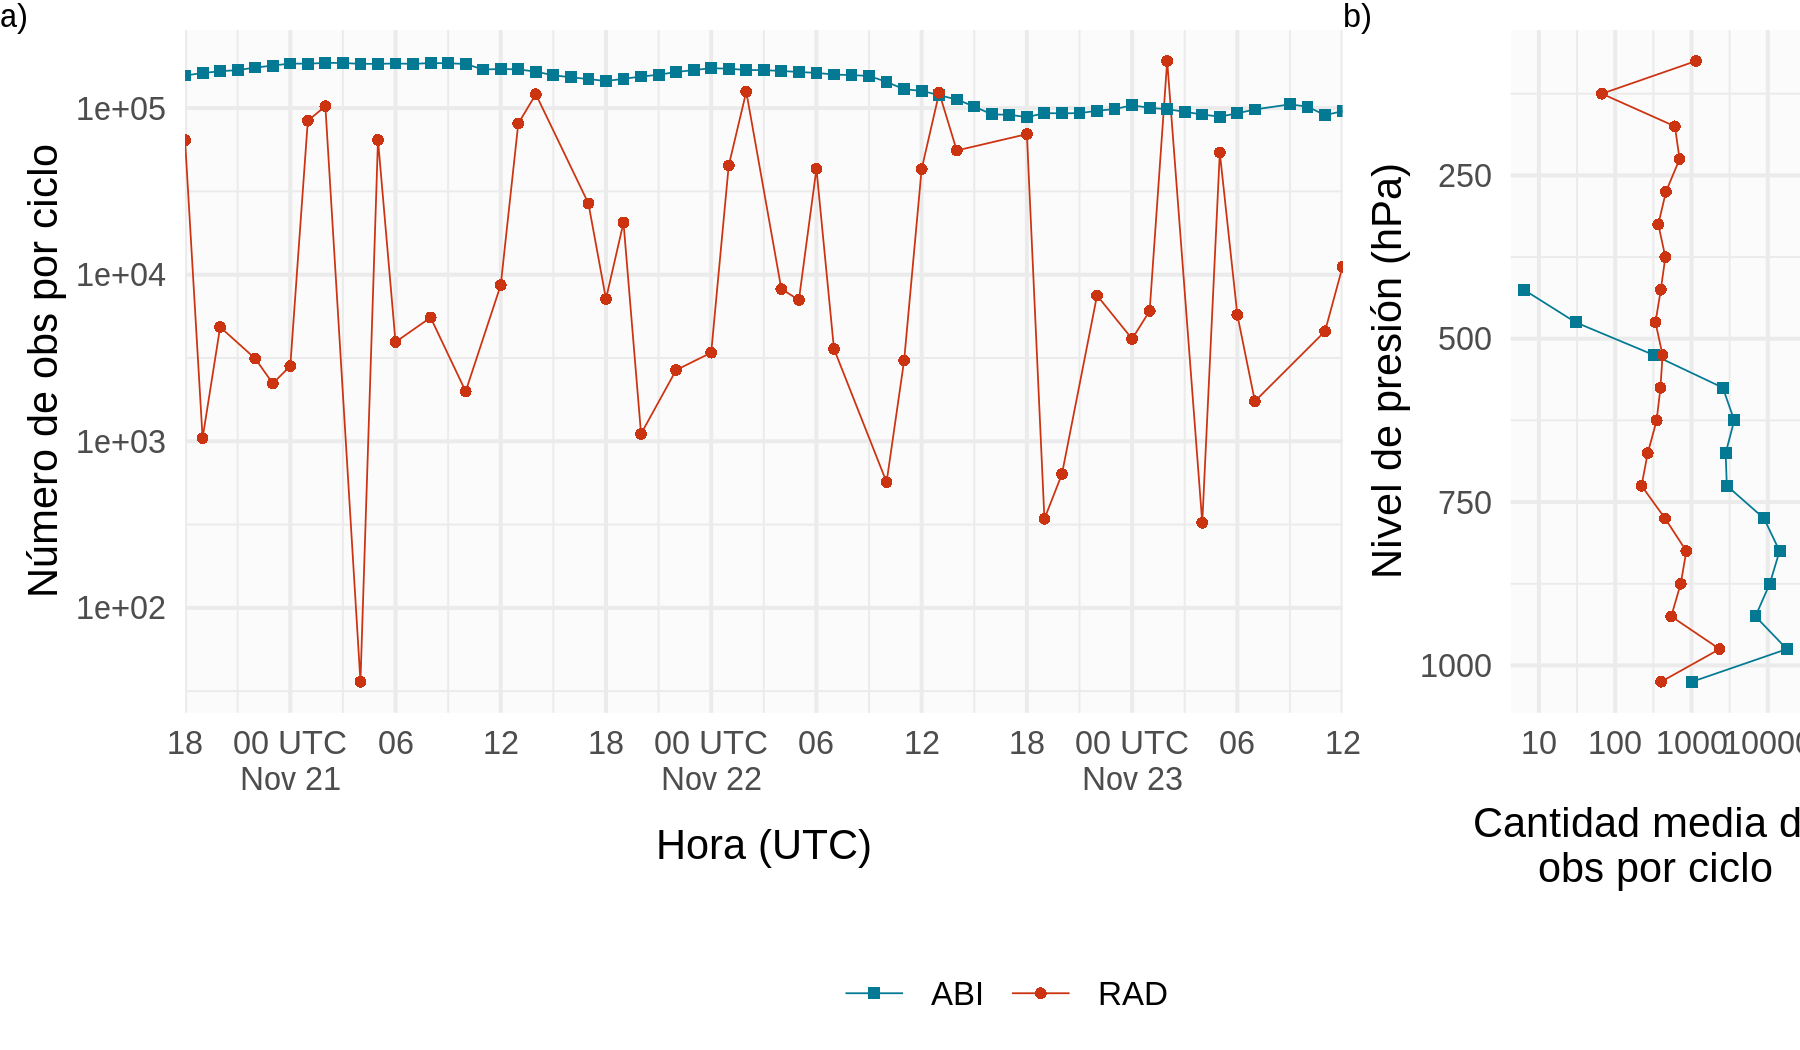 a)
b)
Número de obs por ciclo
1e+05
1e+04
1e+03
1e+02
18 00 UTC 06 12 18 00 UTC 06 12 18 00 UTC 06 12
Nov 21 Nov 22 Nov 23
Hora (UTC)
Nivel de presión (hPa)
250
500
750
1000
10 100 1000 10000
Cantidad media d
obs por ciclo
ABI RAD